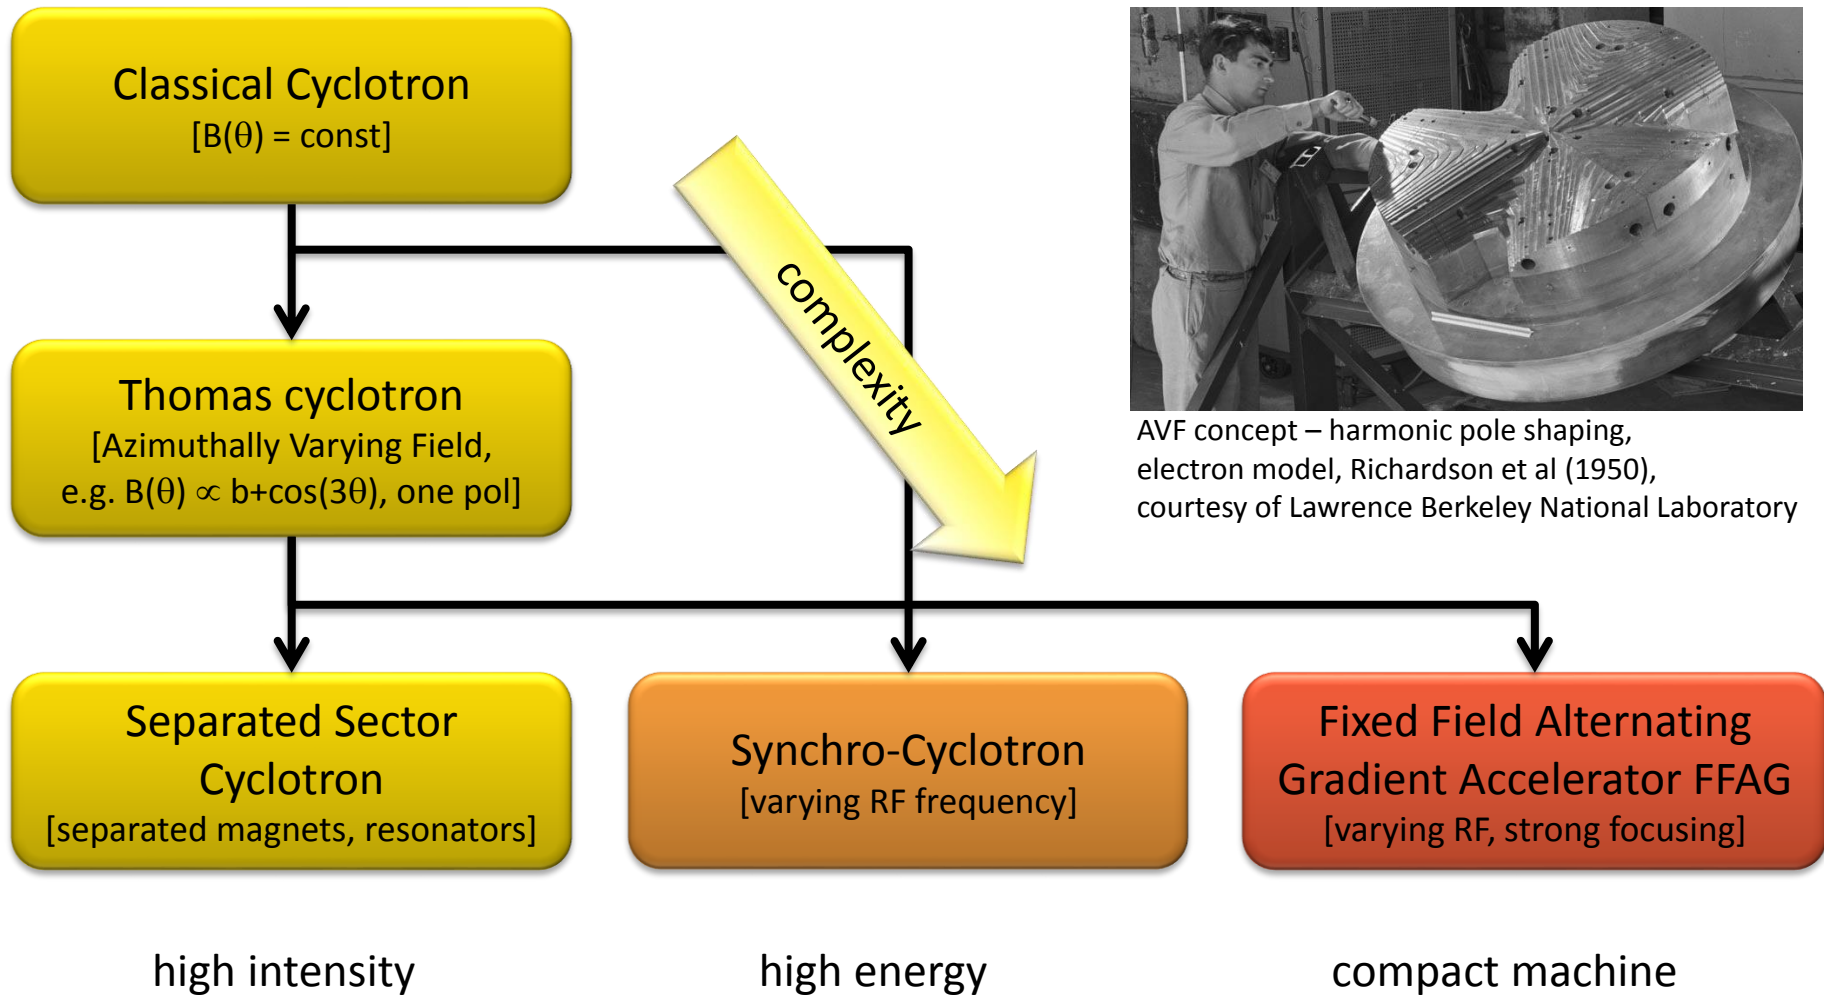 Classical Cyclotron
[B(θ) = const]
complexity
Thomas cyclotron
[Azimuthally Varying Field,
e.g. B(θ) ∝ b+cos(3θ), one pol]
AVF concept – harmonic pole shaping,
electron model, Richardson et al (1950),
courtesy of Lawrence Berkeley National Laboratory
Separated Sector
Cyclotron
[separated magnets, resonators]
Synchro-Cyclotron
[varying RF frequency]
Fixed Field Alternating
Gradient Accelerator FFAG
[varying RF, strong focusing]
high intensity
high energy
compact machine